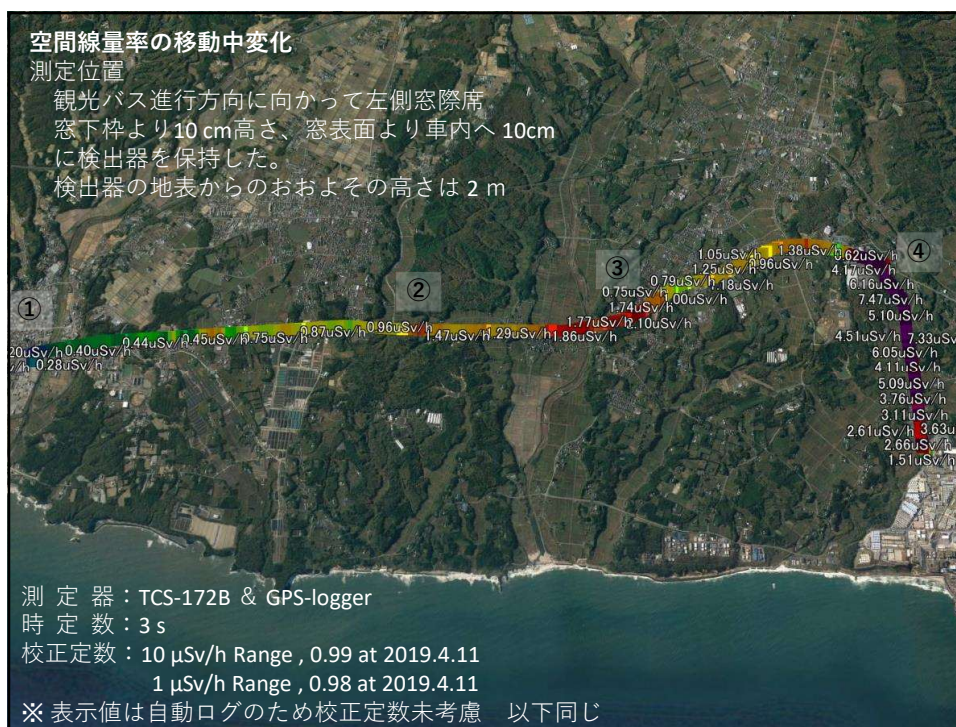 空間線量率の移動中変化
測定位置
観光バス進行方向に向かって左側窓際席
窓下枠より10 cm高さ、窓表面より車内へ 10cm
に検出器を保持した。
検出器の地表からのおおよその高さは 2 m
④
0.62uSv/h
1.38uSv/h
1.05uSv/h
0.96uSv/h
4.17uSv/h
③
1.25uSv/h
0.79uSv/h
1.18uSv/h
6.16uSv/h
②
0.75uSv/h
1.00uSv/h
7.47uSv/h
①
1.74uSv/h
5.10uSv/h
1.77uSv/h
2.10uSv/h
0.96uSv/h
0.87uSv/h
0.75uSv/h
0.45uSv/h
0.44uSv/h
1.47uSv/h
1.29uSv/h
1.86uSv/h
4.51uSv/h
7.33uSv
20uSv/h
0.40uSv/h
6.05uSv/h
0.28uSv/h
4.11uSv/h
5.09uSv/h
3.76uSv/h
3.11uSv/h
2.61uSv/h
3.63u
2.66uSv/h
1.51uSv/h
測 定 器：TCS-172B ＆ GPS-logger
時 定 数：3 s
校正定数：10 μSv/h Range , 0.99 at 2019.4.11
1 μSv/h Range , 0.98 at 2019.4.11
※ 表示値は自動ログのため校正定数未考慮　以下同じ